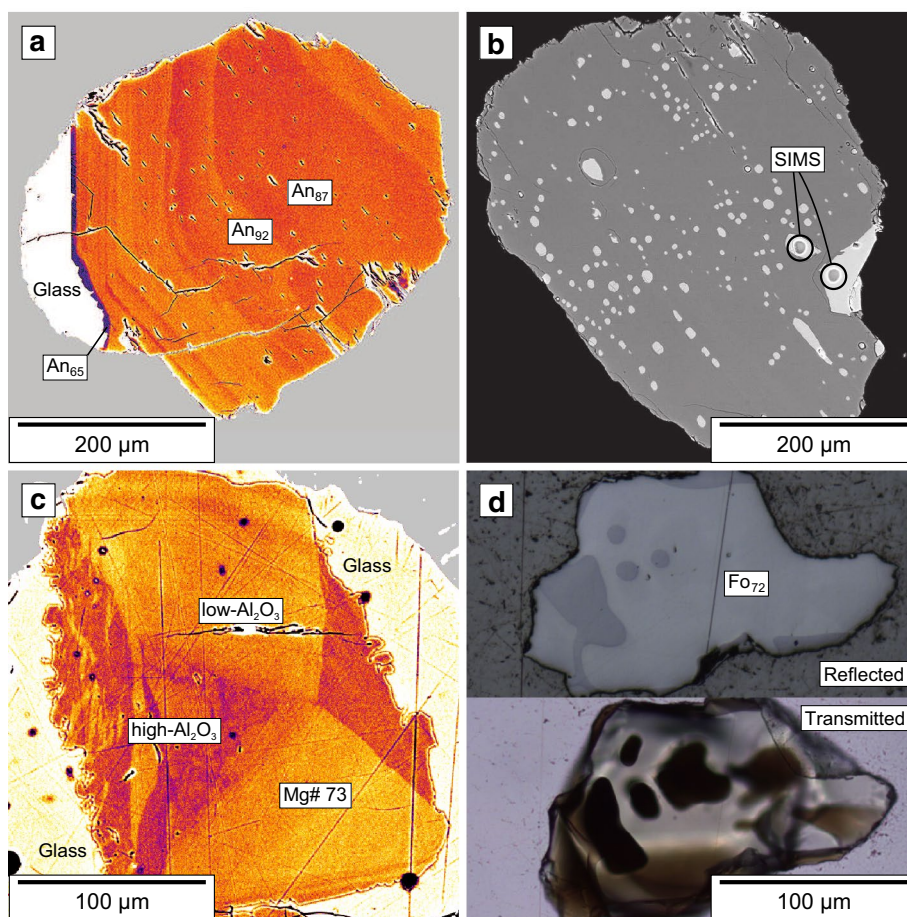 a
An₈₇
An₉₂
Glass
An₆₅
200 µm
b
SIMS
200 µm
c
Glass
low-Al₂O₃
high-Al₂O₃
Mg# 73
Glass
100 µm
d
Fo₇₂
Reflected
Transmitted
100 µm